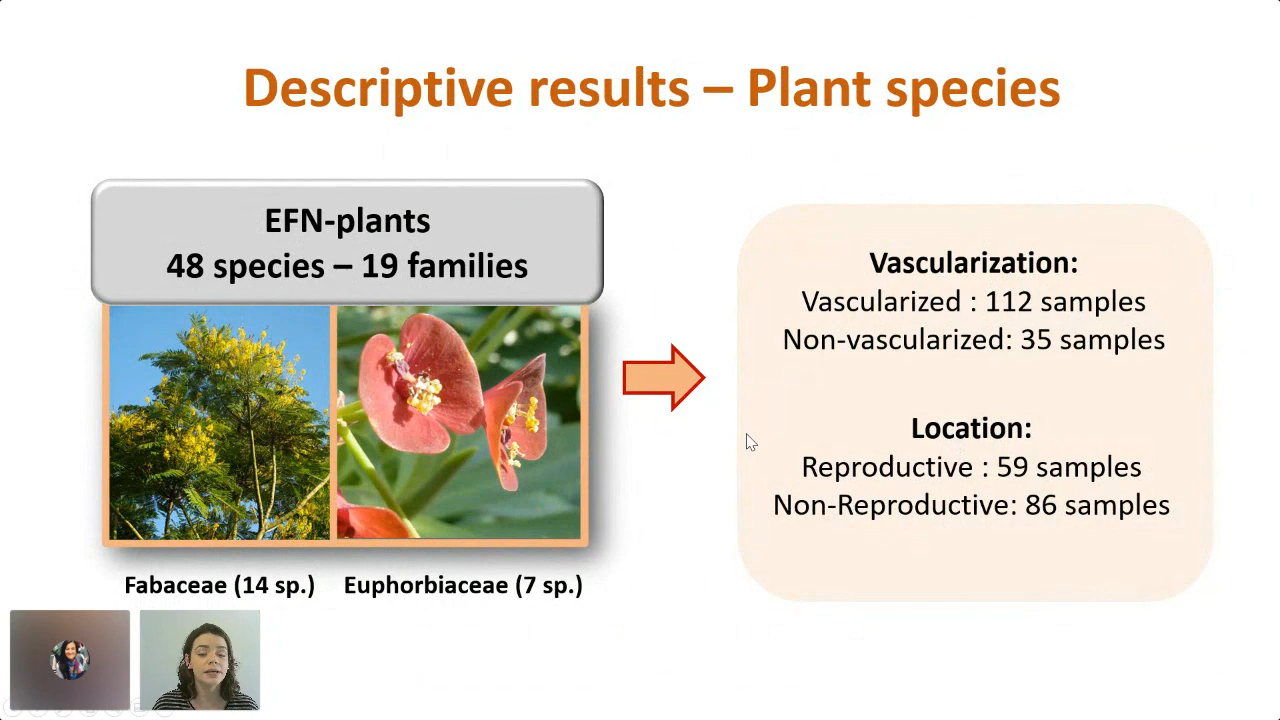 Descriptive results – Plant species
EFN-plants
48 species – 19 families
Fabaceae (14 sp.)
Euphorbiaceae (7 sp.)
Vascularization:
Vascularized : 112 samples
Non-vascularized: 35 samples
Location:
Reproductive : 59 samples
Non-Reproductive: 86 samples